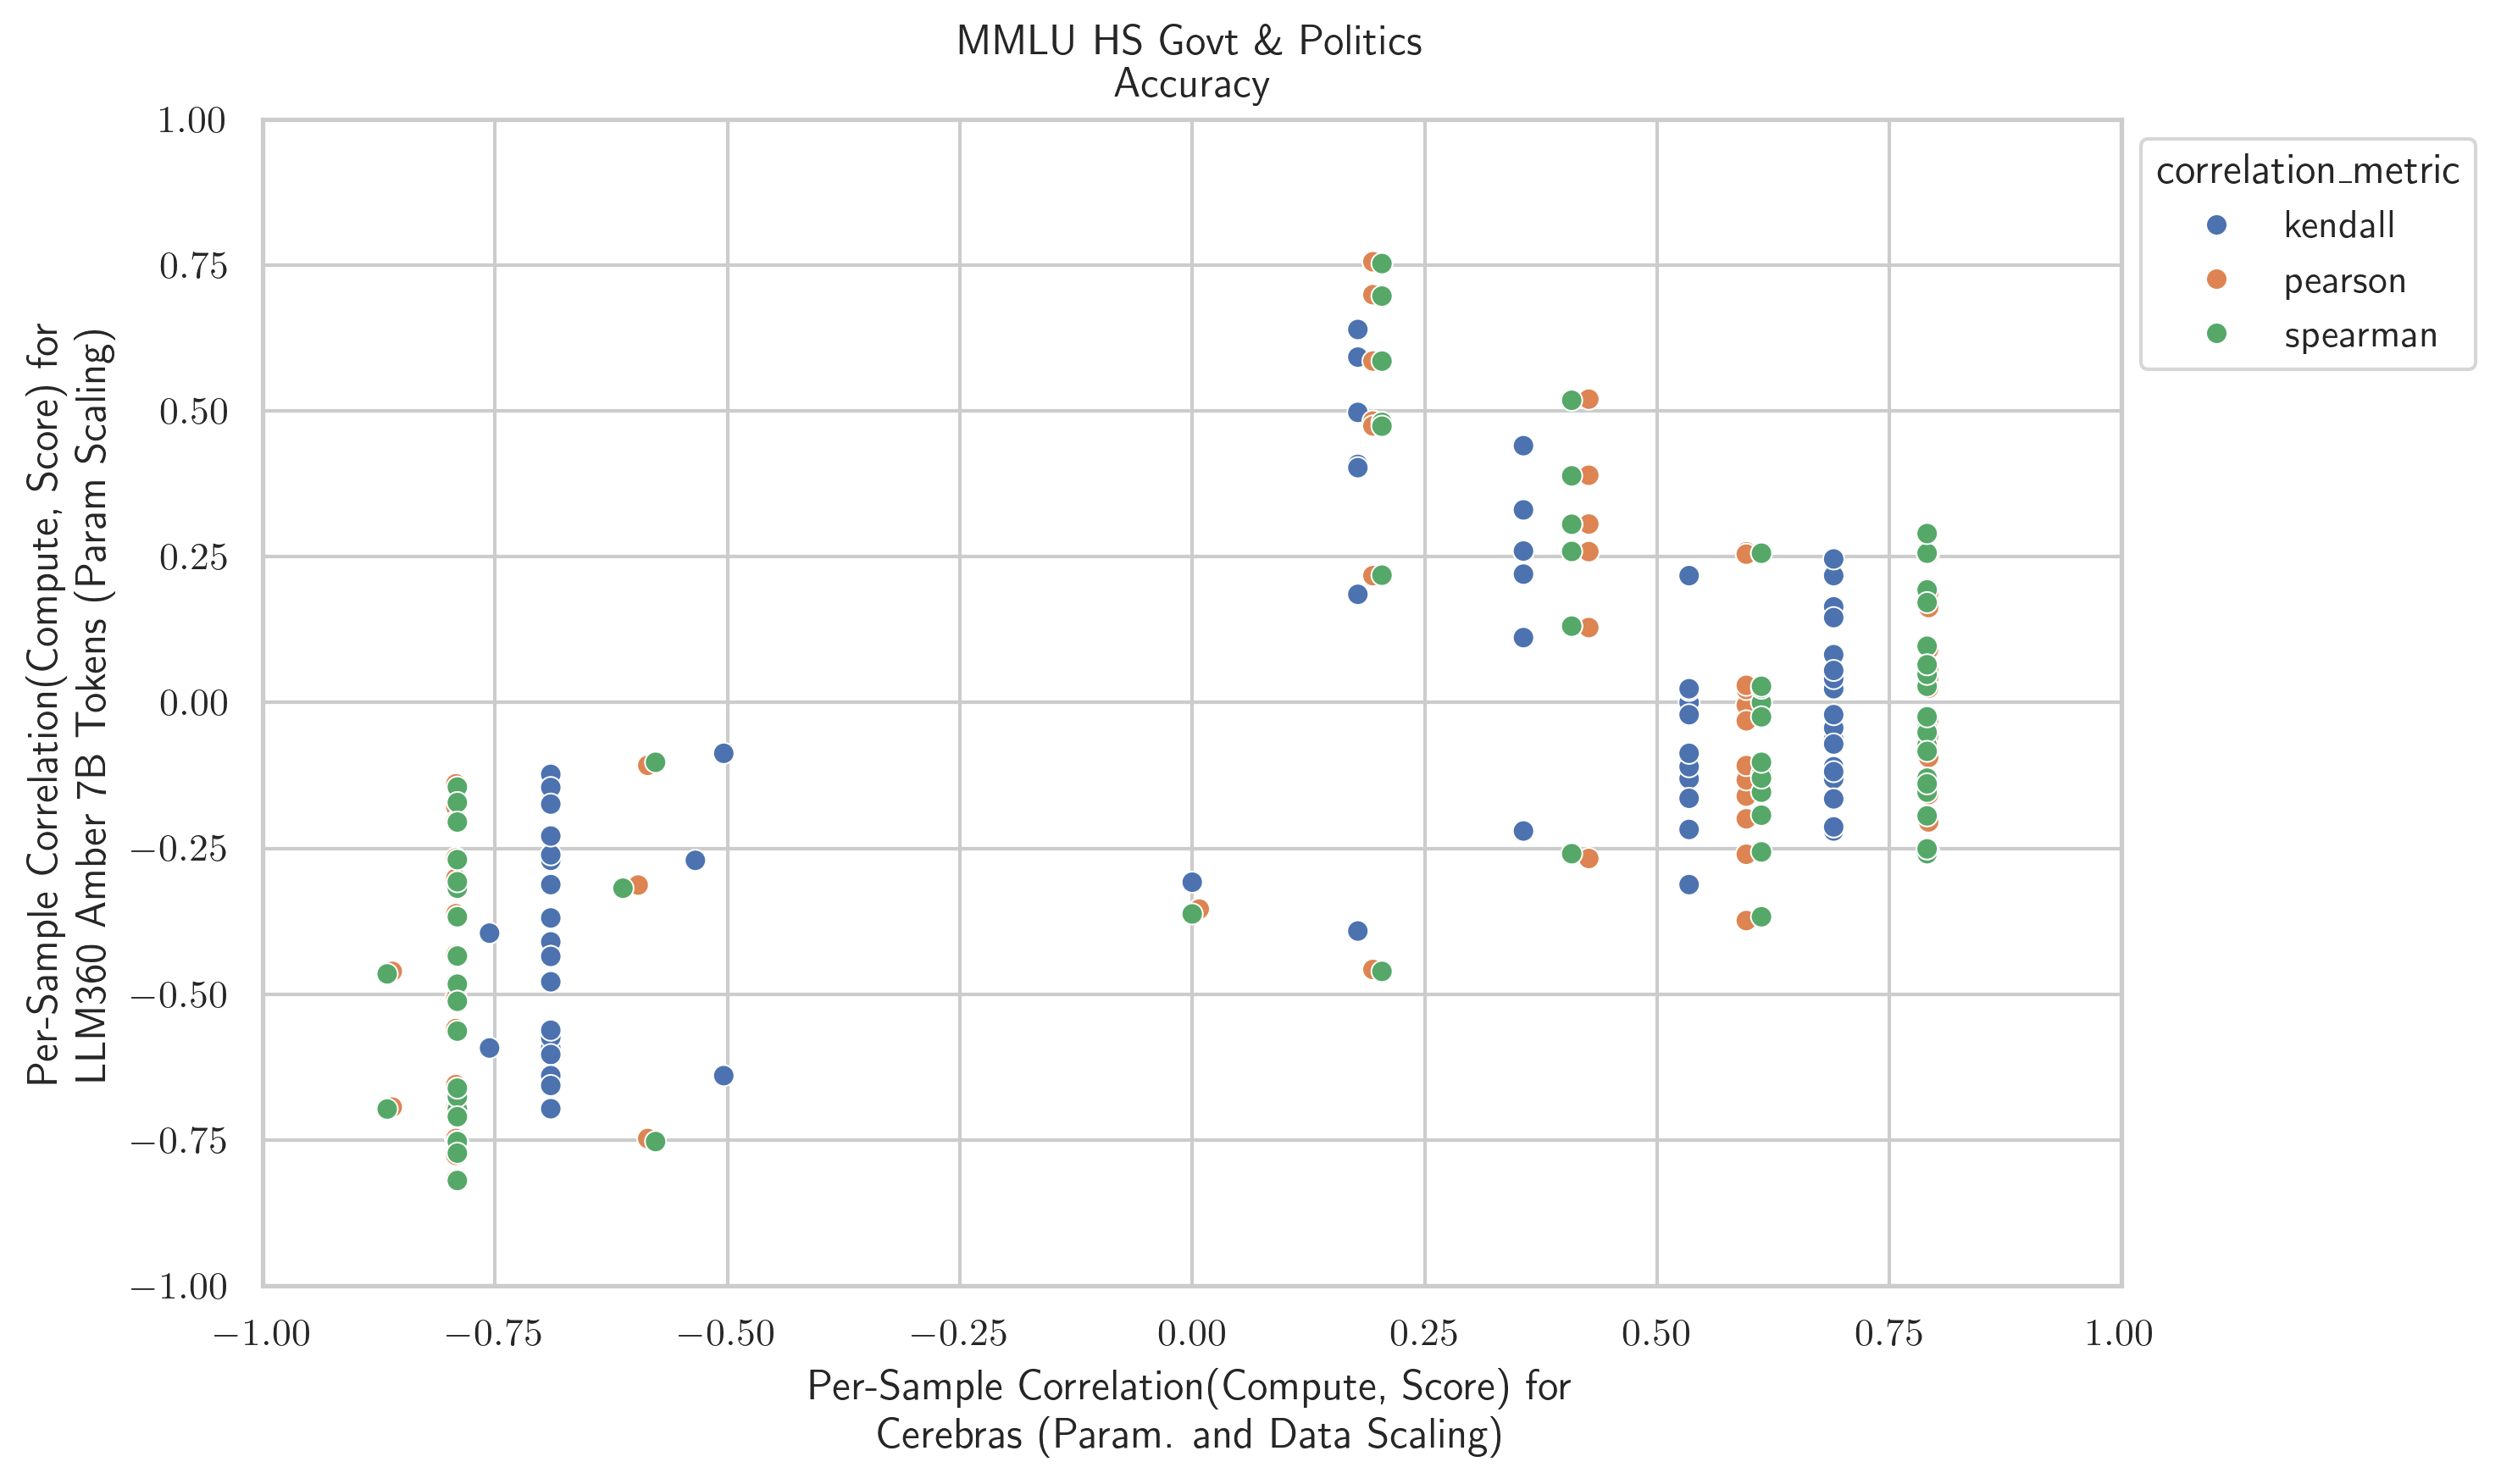 MMLU HS Govt & Politics
Accuracy
1.00
0.75
0.50
0.25
0.00
−0.25
−0.50
−0.75
−1.00
Per-Sample Correlation(Compute, Score) for
LLM360 Amber 7B Tokens (Param Scaling)
correlation_metric
kendall
pearson
spearman
−1.00
−0.75
−0.50
−0.25
0.00
0.25
0.50
0.75
1.00
Per-Sample Correlation(Compute, Score) for
Cerebras (Param. and Data Scaling)